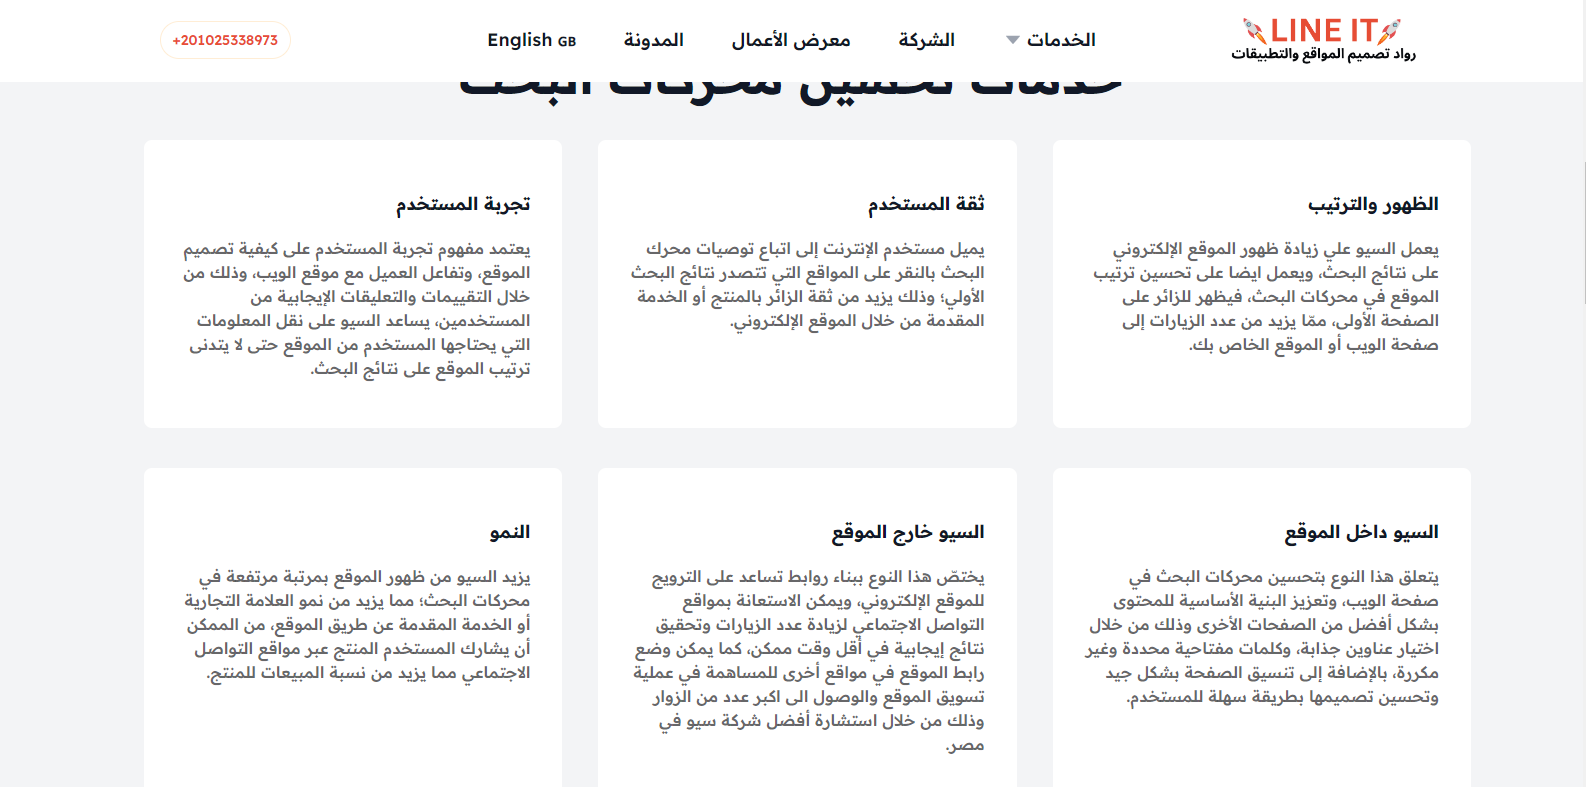 LINE IT
رواد تصميم المواقع والتطبيقات
الخدمات
الشركة
معرض الأعمال
المدونة
English GB
+201025338973
خدمات تحسين محركات البحث
الظهور والترتيب
يعمل السيو علي زيادة ظهور الموقع الإلكتروني
على نتائج البحث، ويعمل ايضا على تحسين ترتيب
الموقع في محركات البحث، فيظهر للزائر على
الصفحة الأولى، ممّا يزيد من عدد الزيارات إلى
صفحة الويب أو الموقع الخاص بك.
ثقة المستخدم
يميل مستخدم الإنترنت إلى اتباع توصيات محرك
البحث بالنقر على المواقع التي تتصدر نتائج البحث
الأولي؛ وذلك يزيد من ثقة الزائر بالمنتج أو الخدمة
المقدمة من خلال الموقع الإلكتروني.
تجربة المستخدم
يعتمد مفهوم تجربة المستخدم على كيفية تصميم
الموقع، وتفاعل العميل مع موقع الويب، وذلك من
خلال التقييمات والتعليقات الإيجابية من
المستخدمين، يساعد السيو على نقل المعلومات
التي يحتاجها المستخدم من الموقع حتى لا يتدنى
ترتيب الموقع على نتائج البحث.
السيو داخل الموقع
يتعلق هذا النوع بتحسين محركات البحث في
صفحة الويب، وتعزيز البنية الأساسية للمحتوى
بشكل أفضل من الصفحات الأخرى وذلك من خلال
اختيار عناوين جذابة، وكلمات مفتاحية محددة وغير
مكررة، بالإضافة إلى تنسيق الصفحة بشكل جيد
وتحسين تصميمها بطريقة سهلة للمستخدم.
السيو خارج الموقع
يختصّ هذا النوع ببناء روابط تساعد على الترويج
للموقع الإلكتروني، ويمكن الاستعانة بمواقع
التواصل الاجتماعي لزيادة عدد الزيارات وتحقيق
نتائج إيجابية في أقل وقت ممكن، كما يمكن وضع
رابط الموقع في مواقع أخرى للمساهمة في عملية
تسويق الموقع والوصول الى اكبر عدد من الزوار
وذلك من خلال استشارة أفضل شركة سيو في
مصر.
النمو
يزيد السيو من ظهور الموقع بمرتبة مرتفعة في
محركات البحث؛ مما يزيد من نمو العلامة التجارية
أو الخدمة المقدمة عن طريق الموقع، من الممكن
أن يشارك المستخدم المنتج عبر مواقع التواصل
الاجتماعي مما يزيد من نسبة المبيعات للمنتج.